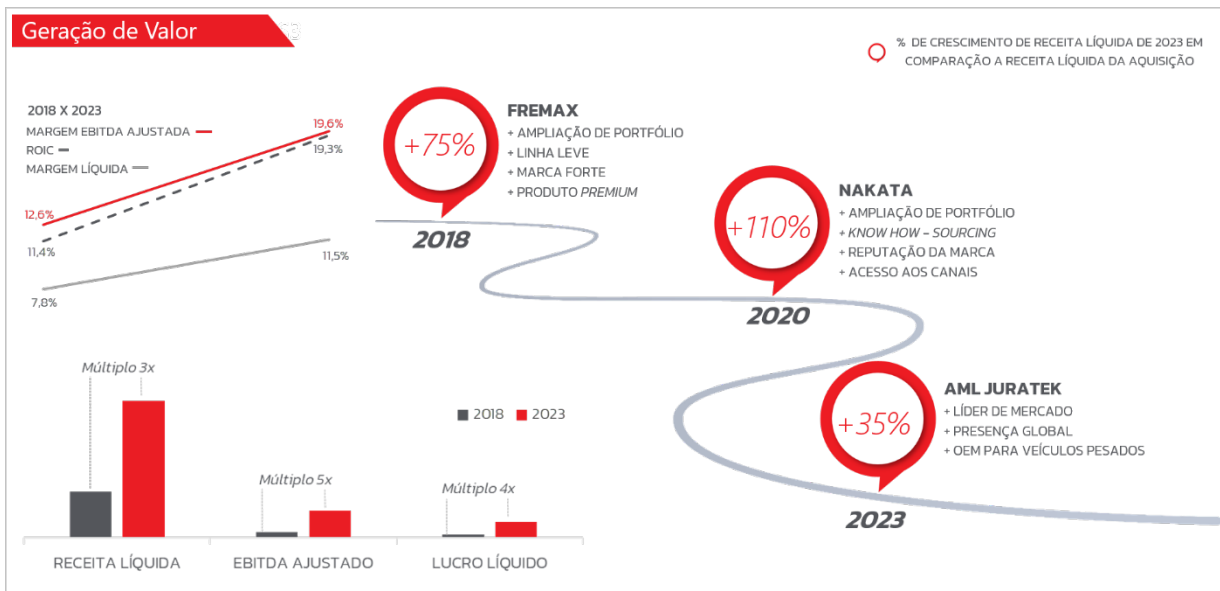 Geração de Valor
% DE CRESCIMENTO DE RECEITA LÍQUIDA DE 2023 EM
COMPARAÇÃO A RECEITA LÍQUIDA DA AQUISIÇÃO
2018 X 2023
MARGEM EBITDA AJUSTADA
ROIC
MARGEM LÍQUIDA
19,6%
19,3%
12,6%
11,4%
11,5%
7,8%
+75%
FREMAX
+ AMPLIAÇÃO DE PORTFÓLIO
+ LINHA LEVE
+ MARCA FORTE
+ PRODUTO PREMIUM
2018
+110%
NAKATA
+ AMPLIAÇÃO DE PORTFÓLIO
+ KNOW HOW – SOURCING
+ REPUTAÇÃO DA MARCA
+ ACESSO AOS CANAIS
2020
+35%
AML JURATEK
+ LÍDER DE MERCADO
+ PRESENÇA GLOBAL
+ OEM PARA VEÍCULOS PESADOS
2023
Múltiplo 3x
Múltiplo 5x
Múltiplo 4x
2018 2023
RECEITA LÍQUIDA
EBITDA AJUSTADO
LUCRO LÍQUIDO